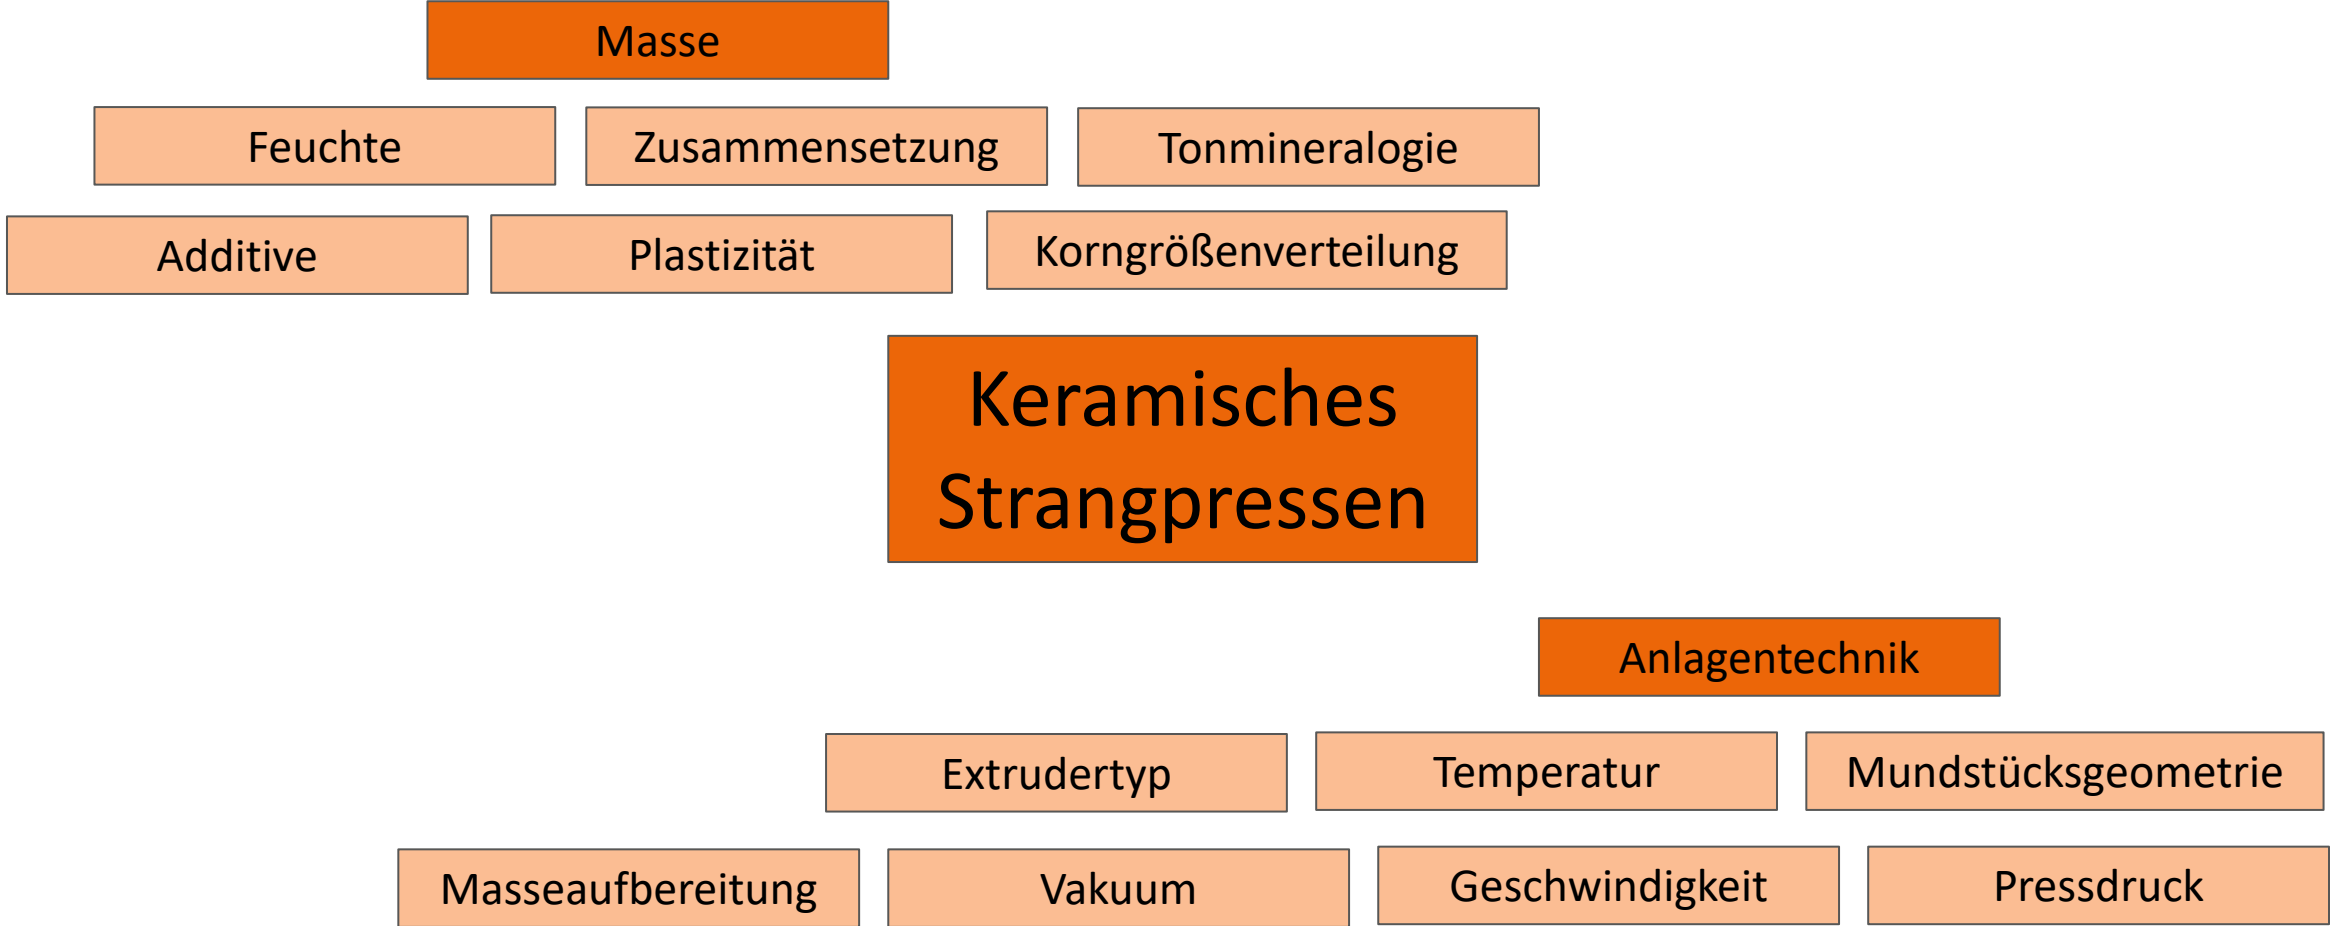 Masse
Feuchte
Zusammensetzung
Tonmineralogie
Additive
Plastizität
Korngrößenverteilung
Keramisches
Strangpressen
Anlagentechnik
Extrudertyp
Temperatur
Mundstücksgeometrie
Masseaufbereitung
Vakuum
Geschwindigkeit
Pressdruck